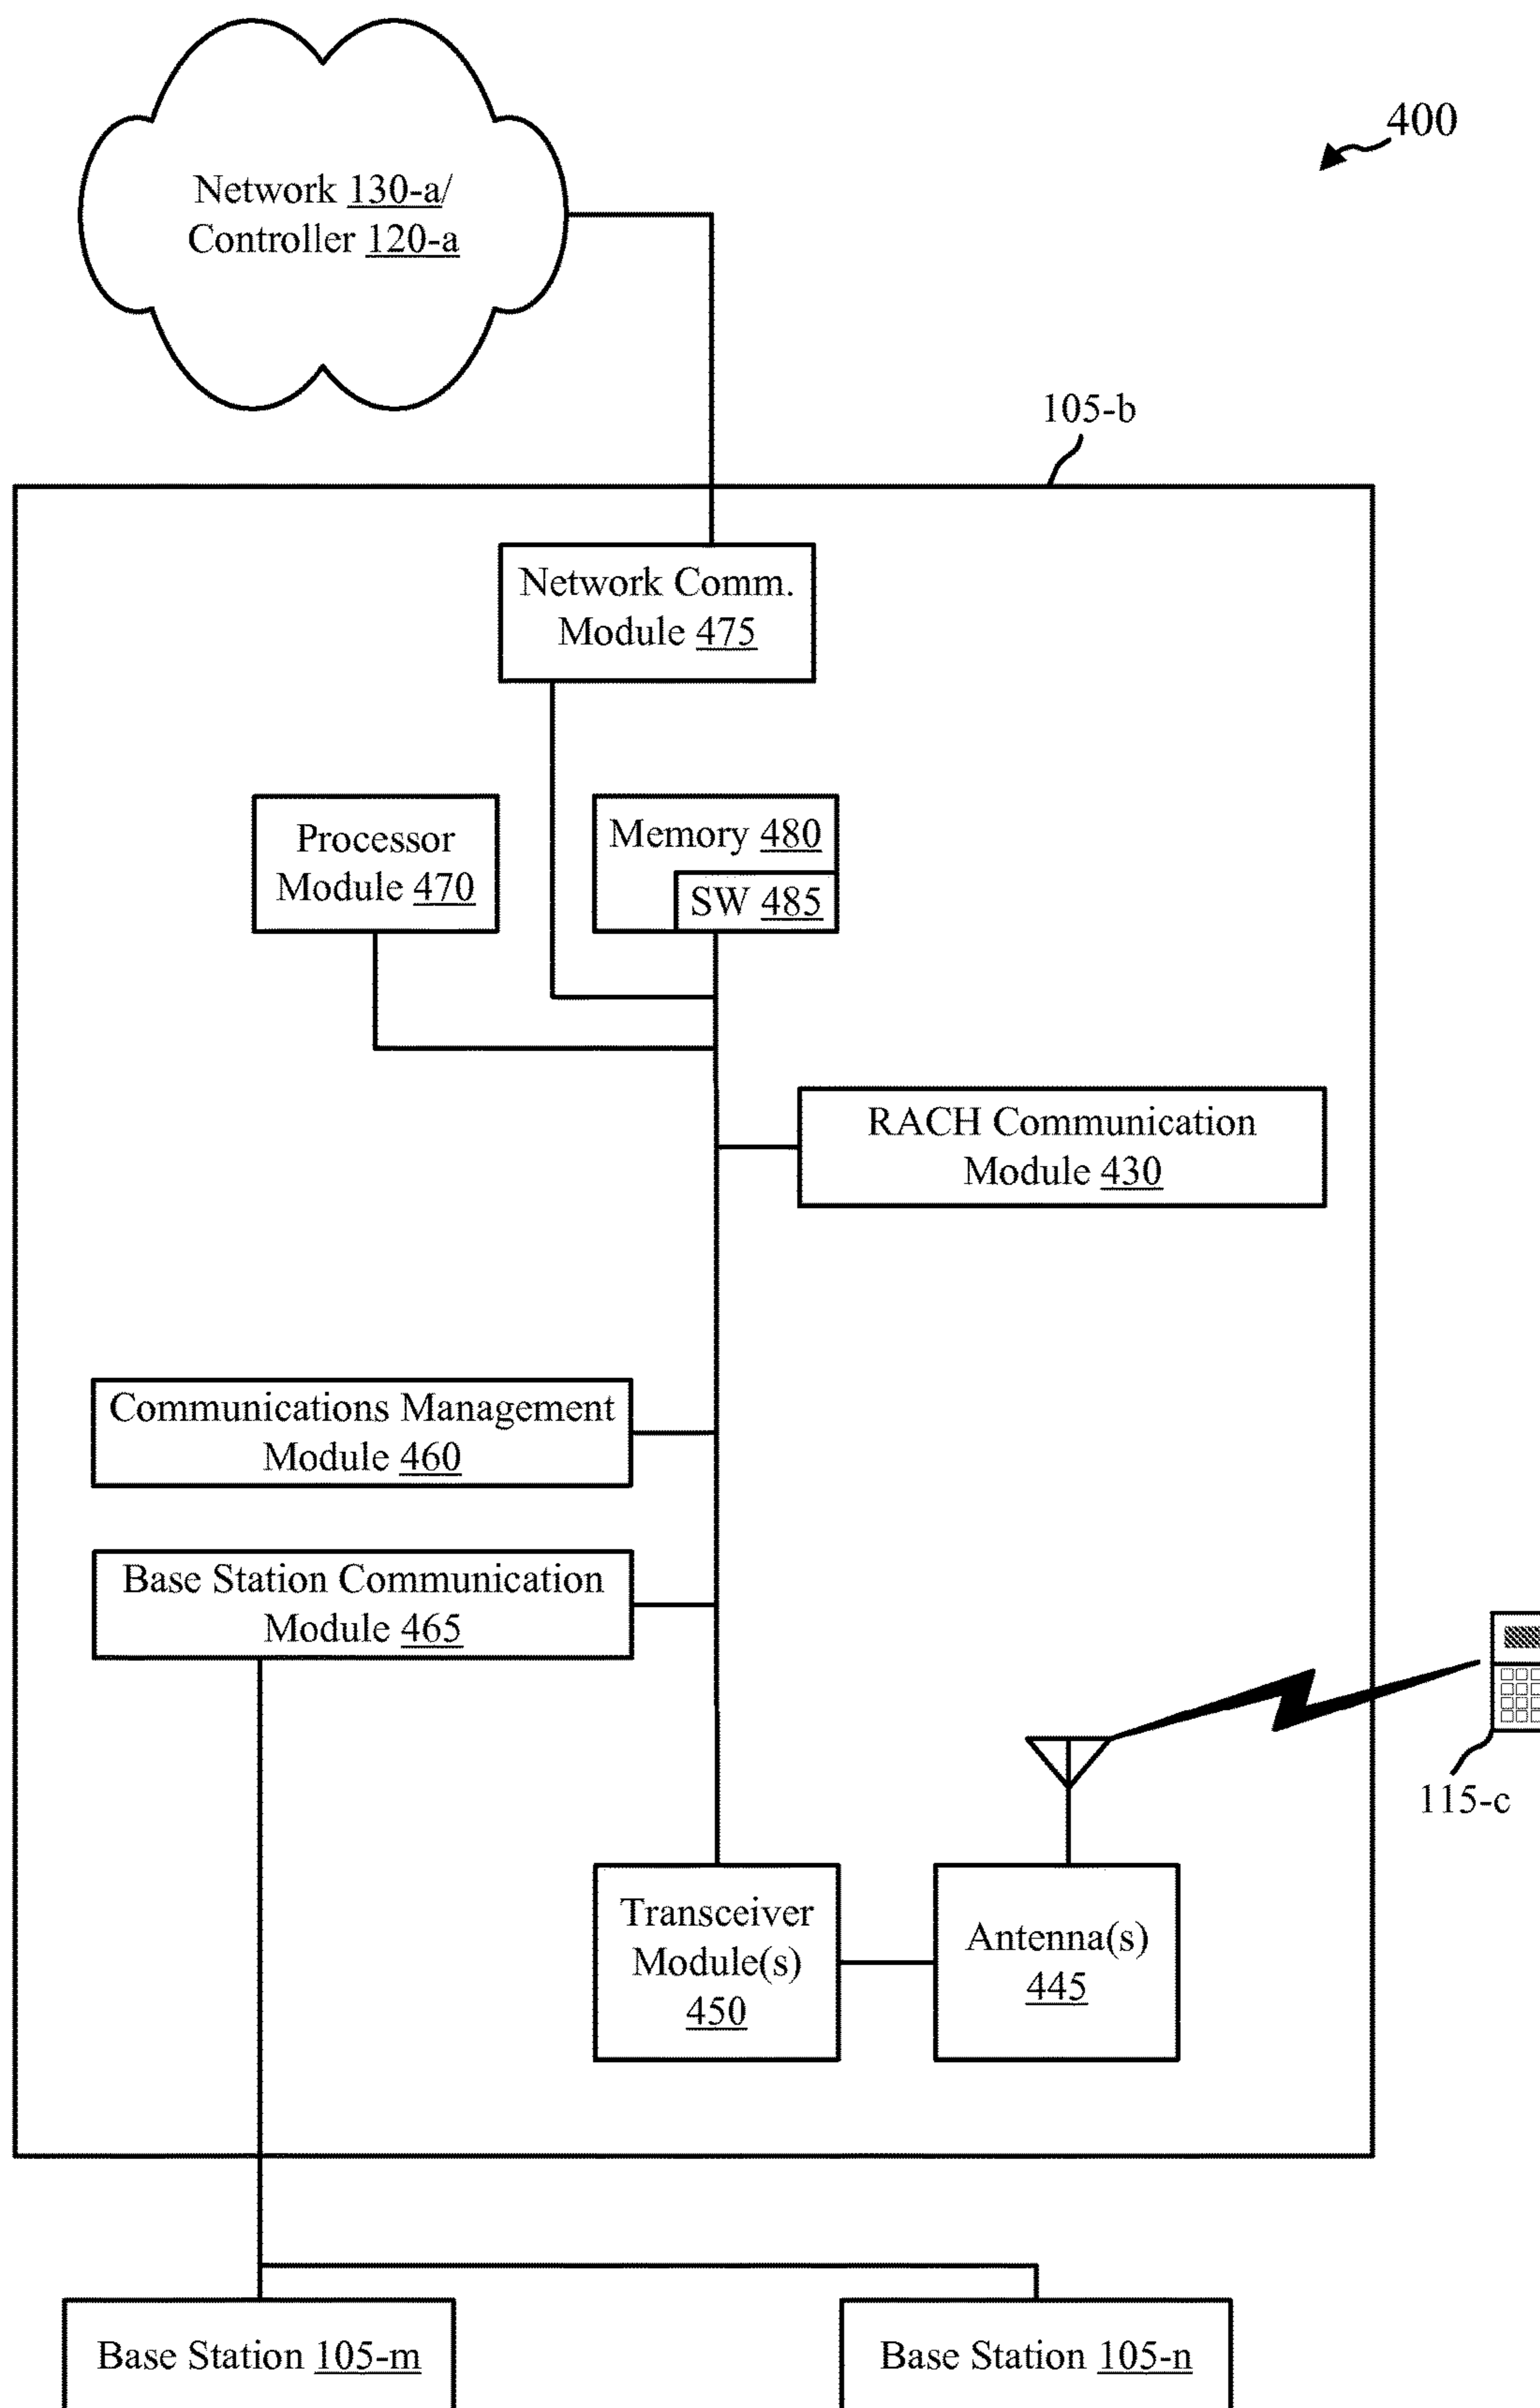 400
Network 130-a/
Controller 120-a
105-b
Network Comm.
Module 475
Processor
Module 470
Memory 480
SW 485
RACH Communication
Module 430
Communications Management
Module 460
Base Station Communication
Module 465
115-c
Transceiver
Module(s)
450
Antenna(s)
445
Base Station 105-m
Base Station 105-n